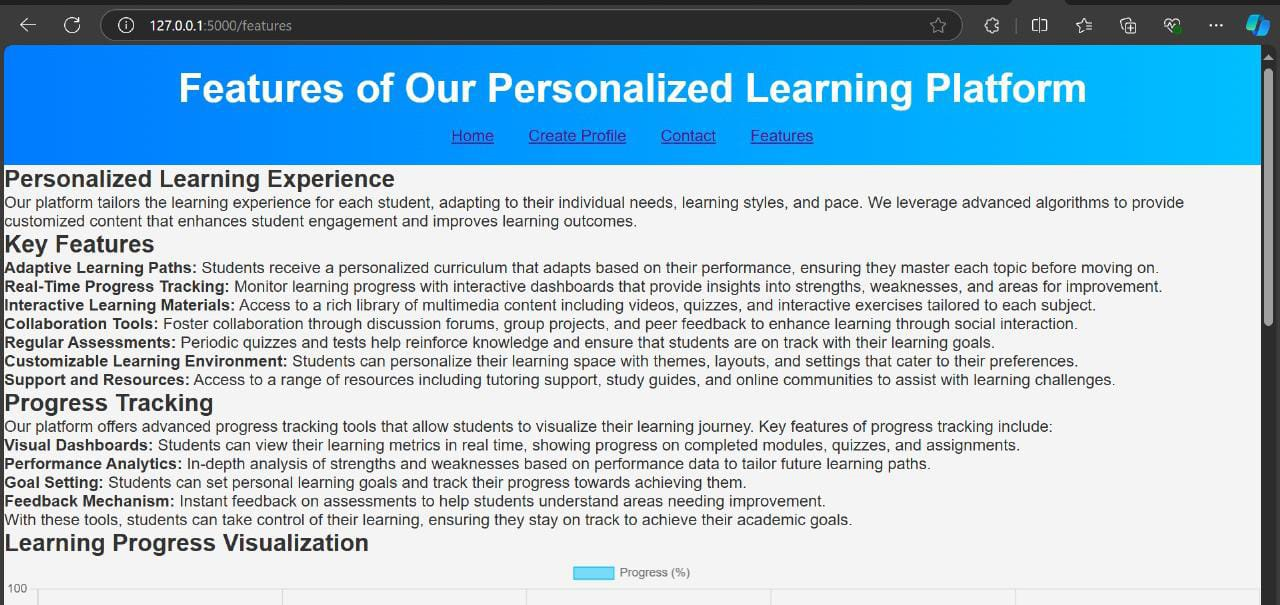 127.0.0.1:5000/features
Features of Our Personalized Learning Platform
Home Create Profile Contact Features
Personalized Learning Experience
Our platform tailors the learning experience for each student, adapting to their individual needs, learning styles, and pace. We leverage advanced algorithms to provide
customized content that enhances student engagement and improves learning outcomes.
Key Features
Adaptive Learning Paths: Students receive a personalized curriculum that adapts based on their performance, ensuring they master each topic before moving on.
Real-Time Progress Tracking: Monitor learning progress with interactive dashboards that provide insights into strengths, weaknesses, and areas for improvement.
Interactive Learning Materials: Access to a rich library of multimedia content including videos, quizzes, and interactive exercises tailored to each subject.
Collaboration Tools: Foster collaboration through discussion forums, group projects, and peer feedback to enhance learning through social interaction.
Regular Assessments: Periodic quizzes and tests help reinforce knowledge and ensure that students are on track with their learning goals.
Customizable Learning Environment: Students can personalize their learning space with themes, layouts, and settings that cater to their preferences.
Support and Resources: Access to a range of resources including tutoring support, study guides, and online communities to assist with learning challenges.
Progress Tracking
Our platform offers advanced progress tracking tools that allow students to visualize their learning journey. Key features of progress tracking include:
Visual Dashboards: Students can view their learning metrics in real time, showing progress on completed modules, quizzes, and assignments.
Performance Analytics: In-depth analysis of strengths and weaknesses based on performance data to tailor future learning paths.
Goal Setting: Students can set personal learning goals and track their progress towards achieving them.
Feedback Mechanism: Instant feedback on assessments to help students understand areas needing improvement.
With these tools, students can take control of their learning, ensuring they stay on track to achieve their academic goals.
Learning Progress Visualization
Progress (%)
100